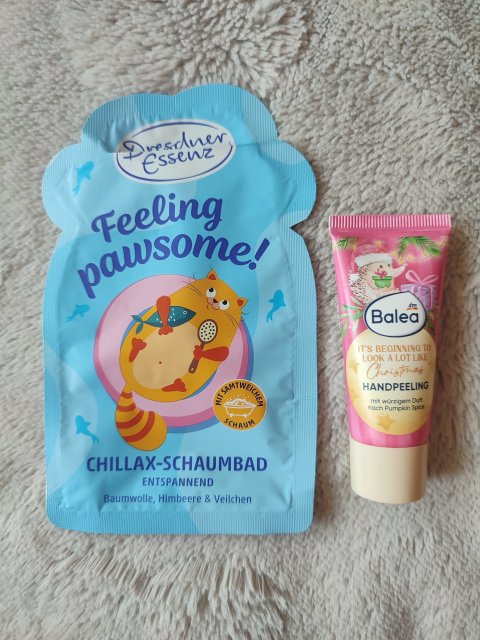 Dresdner
Essenz
Feeling
pawsome!
MIT SAMTWEICHEM
SCHAUM
CHILLAX-SCHAUMBAD
ENTSPANNEND
Baumwolle, Himbeere & Veilchen
dm
Balea
IT'S BEGINNING TO
LOOK A LOT LIKE
Christmas
HANDPEELING
mit würzigem Duft
nach Pumpkin Spice